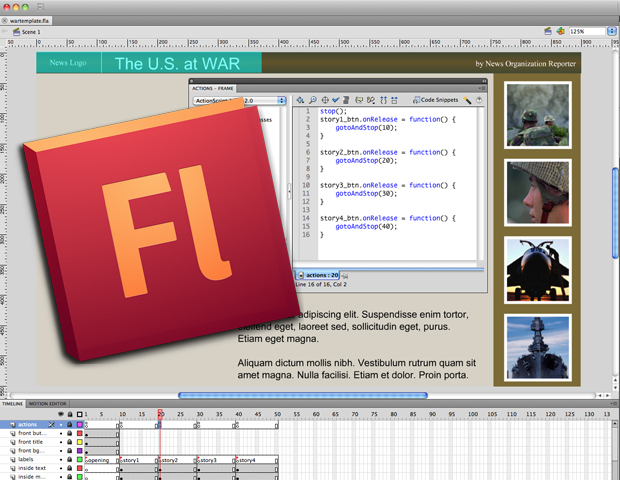 wartemplate.fla
Scene 1
125%
News Logo
The U.S. at WAR
by News Organization Reporter
ACTIONS - FRAME
Code Snippets
1 stop();
2 story1_btn.onRelease = function() {
3 gotoAndStop(10);
4 }
5
6 story2_btn.onRelease = function() {
7 gotoAndStop(20);
8 }
9
10 story3_btn.onRelease = function() {
11 gotoAndStop(30);
12 }
13
14 story4_btn.onRelease = function() {
15 gotoAndStop(40);
16 }
actions : 20
Line 16 of 16, Col 2
Fl
adipiscing elit. Suspendisse enim tortor,
eget, laoreet sed, sollicitudin eget, purus.
Etiam eget magna.
Aliquam dictum mollis nibh. Vestibulum rutrum quam sit
amet magna. Nulla facilisi. Etiam et dolor. Proin porta.
TIMELINE MOTION EDITOR
1 5 10 15 20 25 30 35 40 45 50 55 60 65 70 75 80 85 90 95 100 105 110 115 120 125 13
actions
front but...
front title
front bg...
labels opening story1 story2 story3 story4
inside text
inside m...